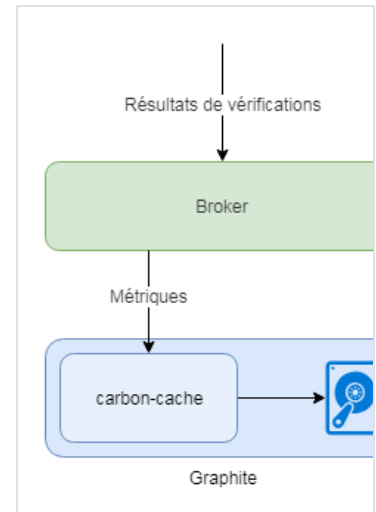 Résultats de vérifications
Broker
Métriques
carbon-cache
Graphite